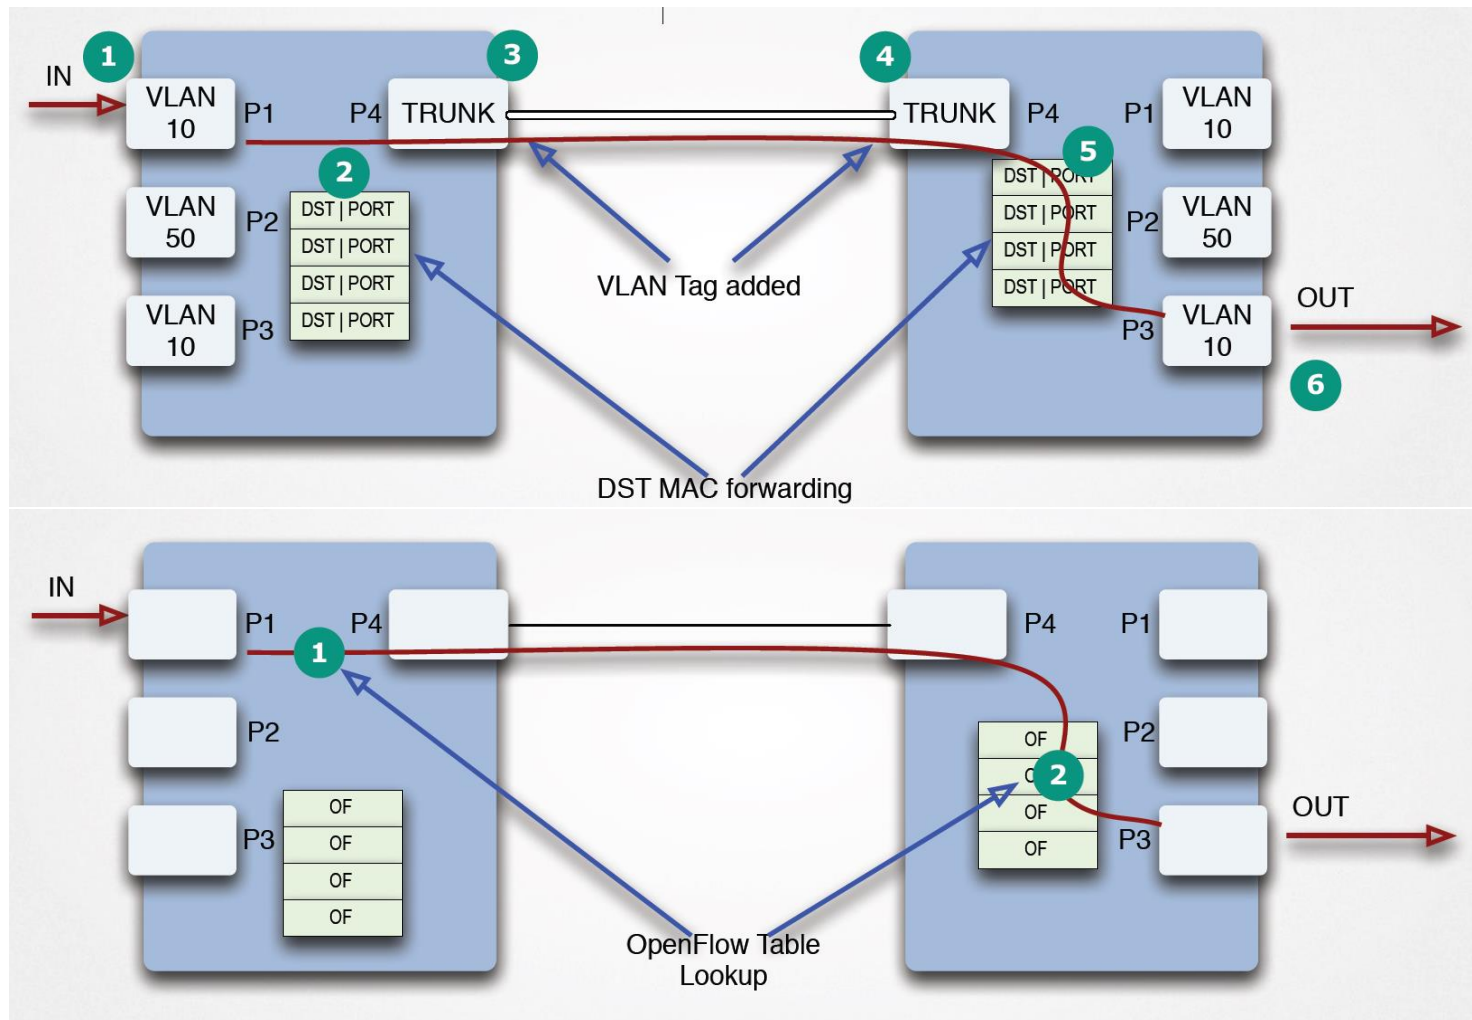 IN
1
3
4
VLAN
10
P1
P4
TRUNK
TRUNK
P4
P1
VLAN
10
2
5
VLAN
50
P2
DST | PORT
DST | PORT
DST | PORT
DST | PORT
DST | PORT
DST | PORT
DST | PORT
DST | PORT
P2
VLAN
50
VLAN Tag added
VLAN
10
P3
P3
VLAN
10
OUT
6
DST MAC forwarding
IN
P1
P4
P4
P1
1
P2
P2
OF
2
OF
OF
P3
OF
OF
OF
OF
P3
OUT
OpenFlow Table
Lookup